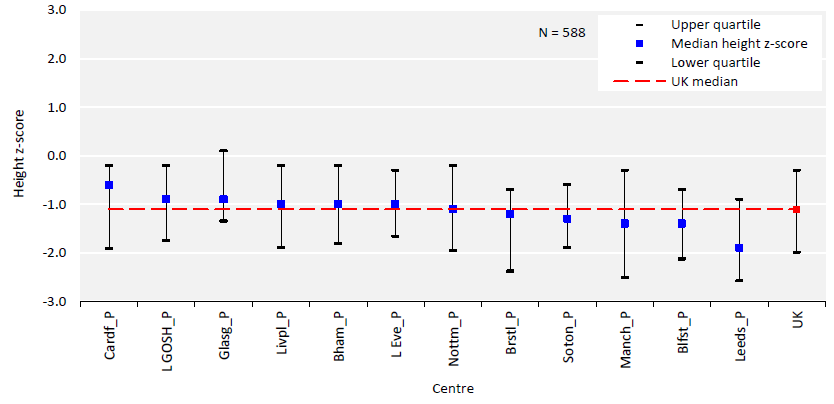 3.0
2.0
1.0
0.0
-1.0
-2.0
-3.0
Height z-score
N = 588
Upper quartile
Median height z-score
Lower quartile
UK median
Cardf_P
L GOSH_P
Glasg_P
Livpl_P
Bham_P
L Eve_P
Nottm_P
Brstl_P
Soton_P
Manch_P
Blfst_P
Leeds_P
UK
Centre